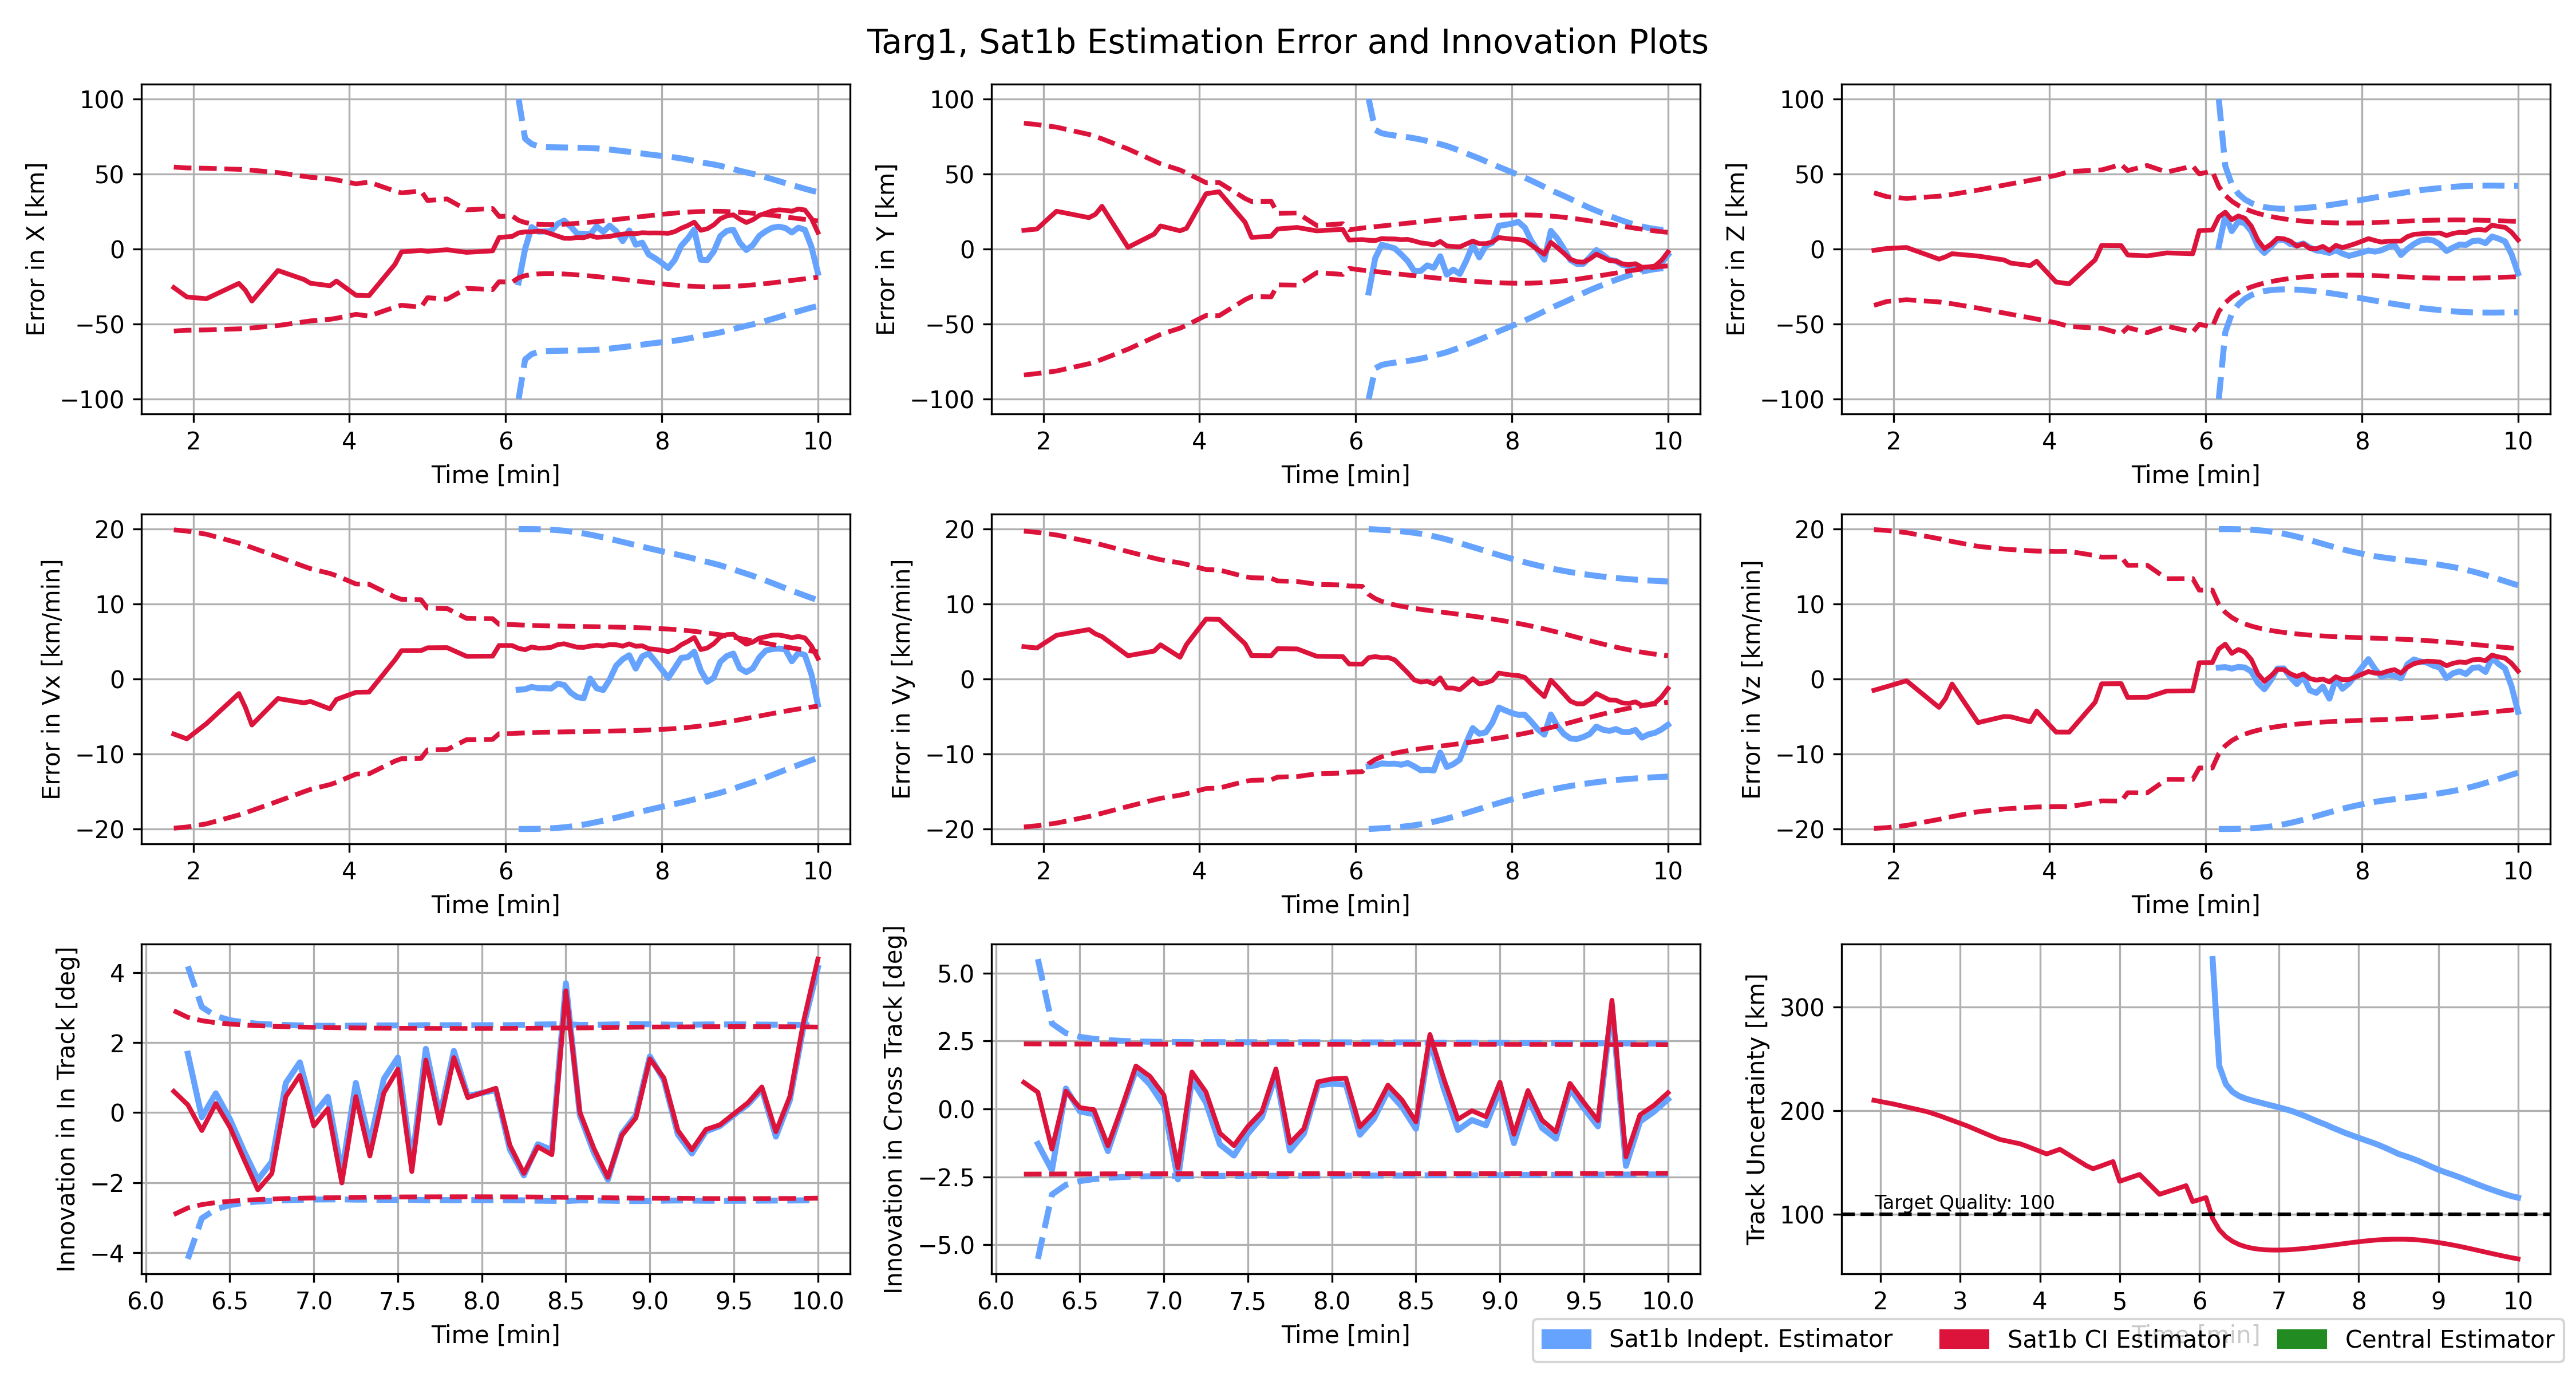 Targ1, Sat1b Estimation Error and Innovation Plots
Error in X [km]
100
50
0
−50
−100
2 4 6 8 10
Time [min]
Error in Y [km]
100
50
0
−50
−100
2 4 6 8 10
Time [min]
Error in Z [km]
100
50
0
−50
−100
2 4 6 8 10
Time [min]
Error in Vx [km/min]
20
10
0
−10
−20
2 4 6 8 10
Time [min]
Error in Vy [km/min]
20
10
0
−10
−20
2 4 6 8 10
Time [min]
Error in Vz [km/min]
20
10
0
−10
−20
2 4 6 8 10
Time [min]
Innovation in In Track [deg]
4
2
0
−2
−4
6.0 6.5 7.0 7.5 8.0 8.5 9.0 9.5 10.0
Time [min]
Innovation in Cross Track [deg]
5.0
2.5
0.0
−2.5
−5.0
6.0 6.5 7.0 7.5 8.0 8.5 9.0 9.5 10.0
Time [min]
Track Uncertainty [km]
300
200
100
Target Quality: 100
2 3 4 5 6 7 8 9 10
Time [min]
Sat1b Indept. Estimator Sat1b CI Estimator Central Estimator